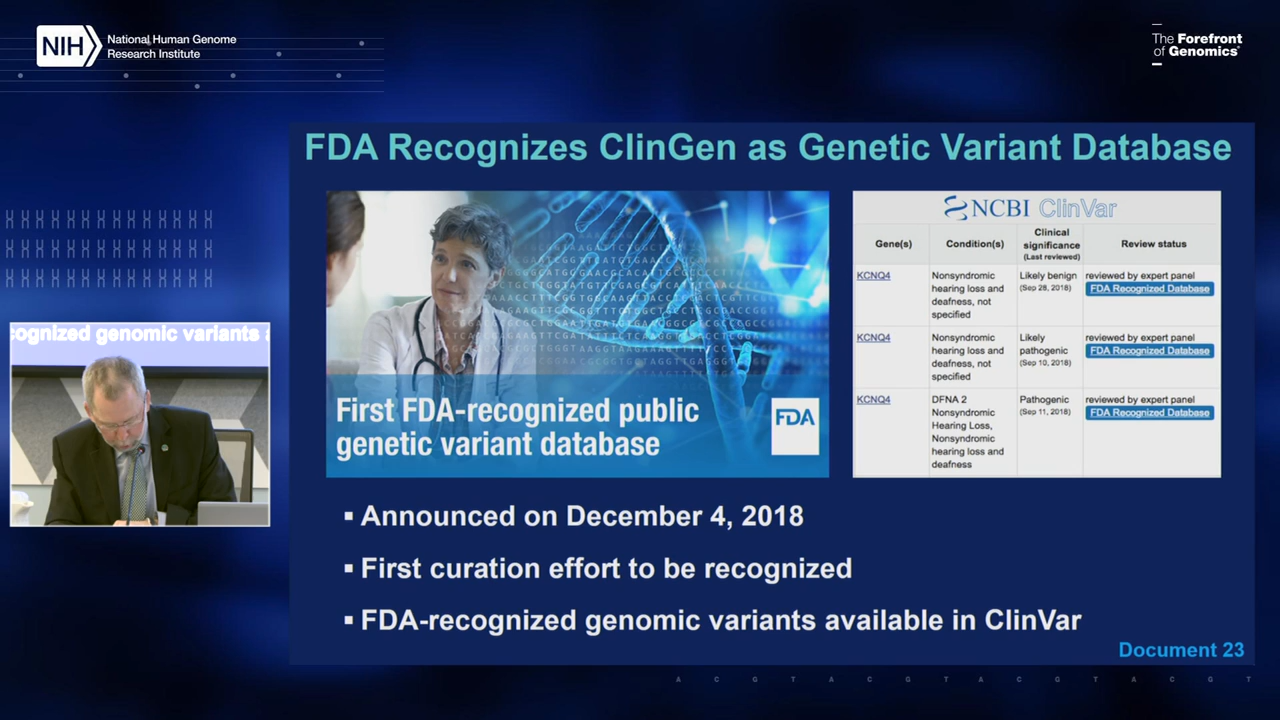 NIH
National Human Genome
Research Institute
The Forefront
of Genomics®
FDA Recognizes ClinGen as Genetic Variant Database
First FDA-recognized public
genetic variant database
FDA
NCBI ClinVar
Gene(s)
Condition(s)
Clinical
significance
(Last reviewed)
Review status
KCNQ4
Nonsyndromic
hearing loss and
deafness, not
specified
Likely benign
(Sep 28, 2018)
reviewed by expert panel
FDA Recognized Database
KCNQ4
Nonsyndromic
hearing loss and
deafness, not
specified
Likely
pathogenic
(Sep 10, 2018)
reviewed by expert panel
FDA Recognized Database
KCNQ4
DFNA 2
Nonsyndromic
Hearing Loss,
Nonsyndromic
hearing loss and
deafness
Pathogenic
(Sep 11, 2018)
reviewed by expert panel
FDA Recognized Database
ognized genomic variants
▪ Announced on December 4, 2018
▪ First curation effort to be recognized
▪ FDA-recognized genomic variants available in ClinVar
Document 23
A C G T A C G T A C G T A C G T